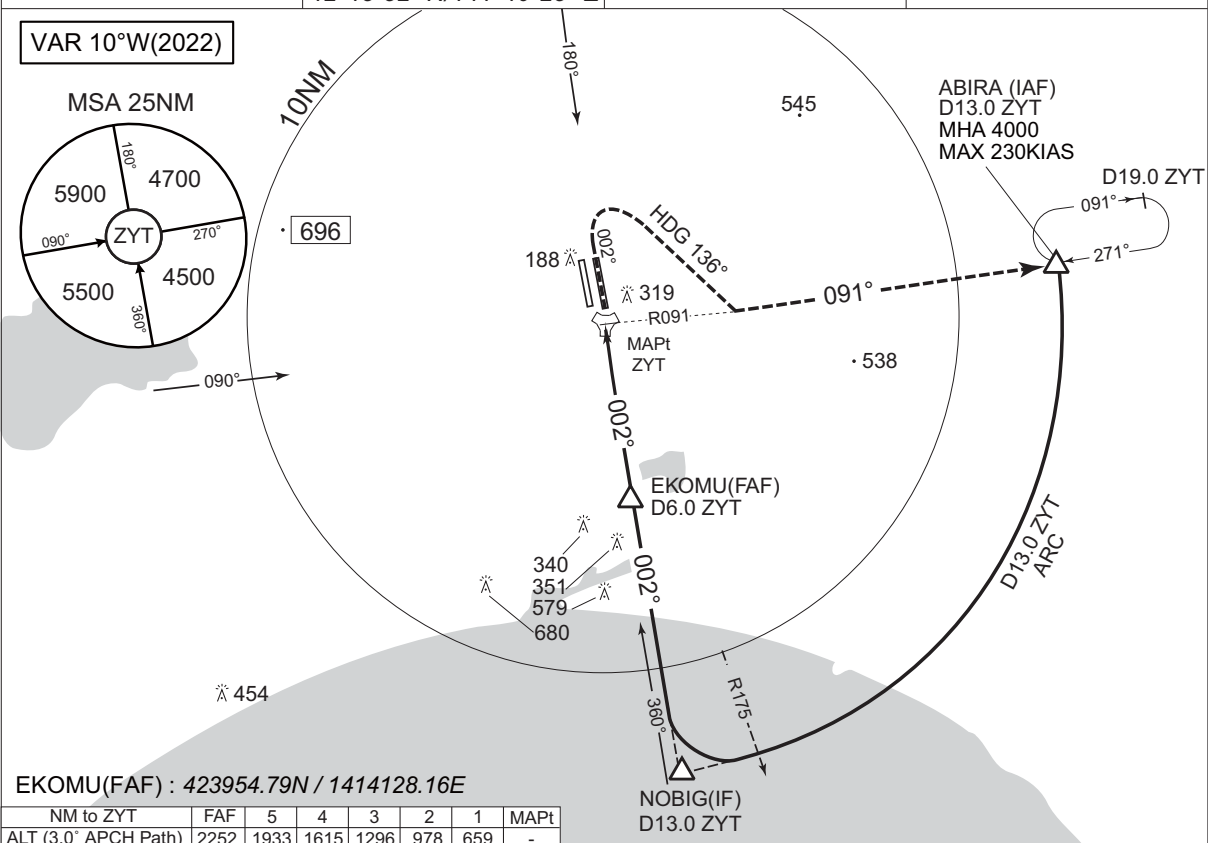 VAR 10°W(2022)
MSA 25NM
180°
5900
4700
090°
ZYT
270°
5500
4500
360°
10NM
180°
545
ABIRA (IAF)
D13.0 ZYT
MHA 4000
MAX 230KIAS
D19.0 ZYT
091°
271°
696
188
002°
HDG 136°
319
R091
091°
MAPt
ZYT
538
090°
002°
EKOMU(FAF)
D6.0 ZYT
340
351
579
680
002°
D13.0 ZYT
ARC
454
360°
R175
EKOMU(FAF) : 423954.79N / 1414128.16E
NOBIG(IF)
D13.0 ZYT
NM to ZYT FAF 5 4 3 2 1 MAPt
ALT (3.0° APCH Path) 2252 1933 1615 1296 978 659 -